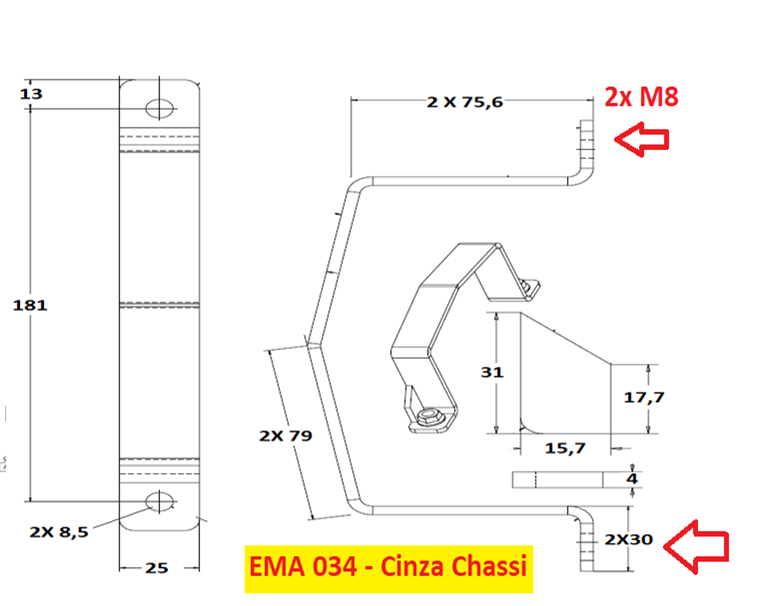 13
2 X 75,6
2x M8
181
31
17,7
2X 79
15,7
4
2X 8,5
2X30
25
EMA 034 - Cinza Chassi